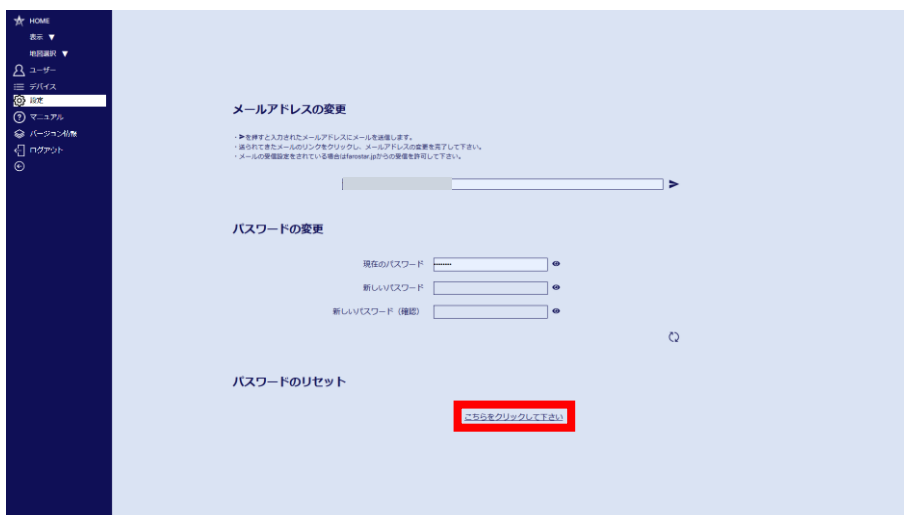 HOME
表示 ▼
地図選択 ▼
ユーザー
デバイス
設定
マニュアル
バージョン情報
ログアウト
メールアドレスの変更
・➤を押すと入力されたメールアドレスにメールを送信します。
・送られてきたメールのリンクをクリックし、メールアドレスの変更を完了して下さい。
・メールの受信設定をされている場合はfarostar.jpからの受信を許可して下さい。
パスワードの変更
現在のパスワード
新しいパスワード
新しいパスワード（確認）
パスワードのリセット
こちらをクリックして下さい